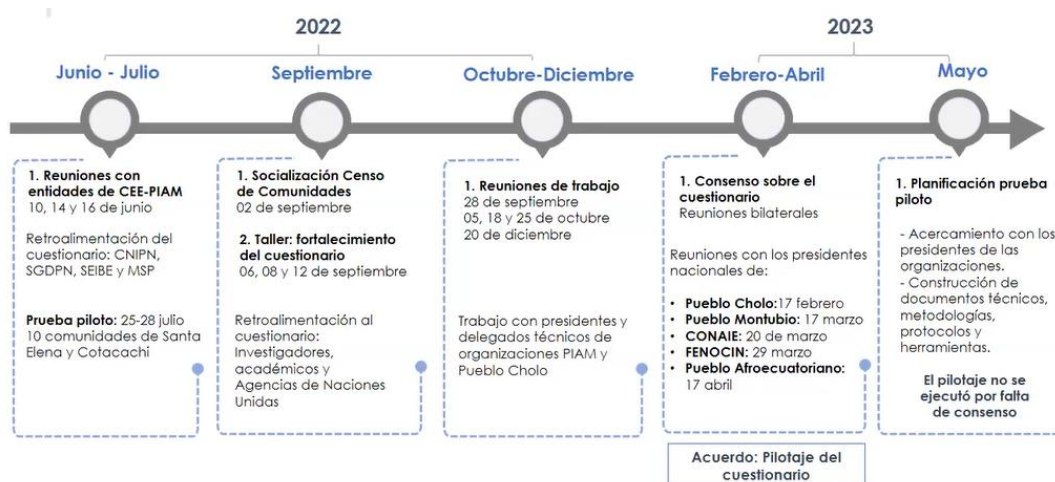 2022
2023
Junio - Julio
Septiembre
Octubre-Diciembre
Febrero-Abril
Mayo
1. Reuniones con
entidades de CEE-PIAM
10, 14 y 16 de junio
Retroalimentación del
cuestionario: CNIPN,
SGDPN, SEIBE y MSP
Prueba piloto: 25-28 julio
10 comunidades de Santa
Elena y Cotacachi
1. Socialización Censo
de Comunidades
02 de septiembre
2. Taller: fortalecimiento
del cuestionario
06, 08 y 12 de septiembre
Retroalimentación al
cuestionario:
Investigadores,
académicos y
Agencias de Naciones
Unidas
1. Reuniones de trabajo
28 de septiembre
05, 18 y 25 de octubre
20 de diciembre
Trabajo con presidentes y
delegados técnicos de
organizaciones PIAM y
Pueblo Cholo
1. Consenso sobre el
cuestionario
Reuniones bilaterales
Reuniones con los presidentes
nacionales de:
• Pueblo Cholo:17 febrero
• Pueblo Montubio: 17 marzo
• CONAIE: 20 de marzo
• FENOCIN: 29 marzo
• Pueblo Afroecuatoriano:
17 abril
Acuerdo: Pilotaje del
cuestionario
1. Planificación prueba
piloto
- Acercamiento con los
presidentes de las
organizaciones.
- Construcción de
documentos técnicos,
metodologías,
protocolos y
herramientas.
El pilotaje no se
ejecutó por falta
de consenso